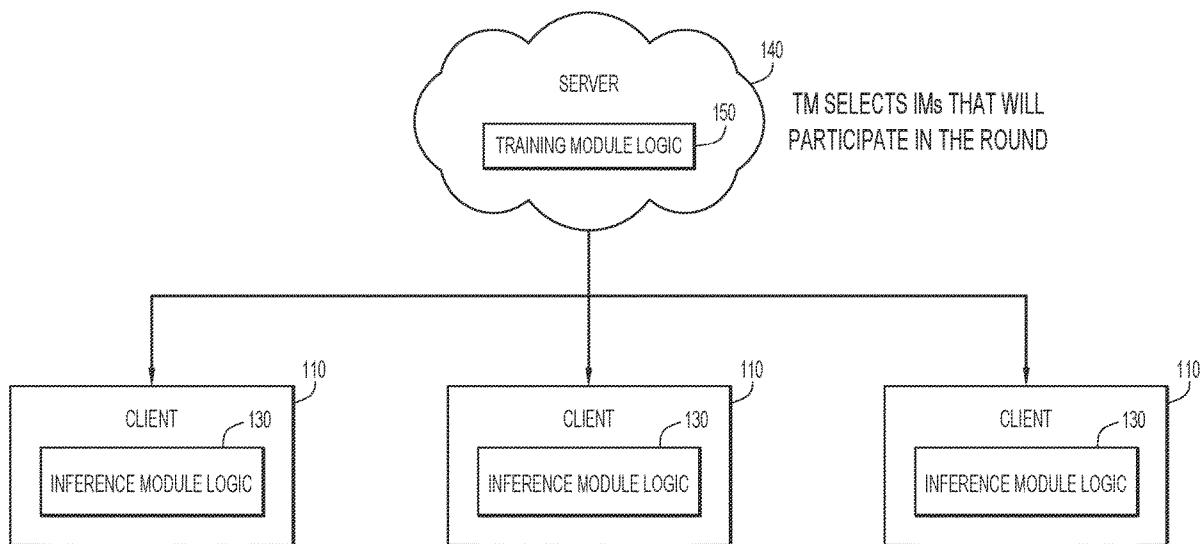 140
SERVER
TM SELECTS IMs THAT WILL
PARTICIPATE IN THE ROUND
150
TRAINING MODULE LOGIC
110
110
110
CLIENT
CLIENT
CLIENT
130
130
130
INFERENCE MODULE LOGIC
INFERENCE MODULE LOGIC
INFERENCE MODULE LOGIC